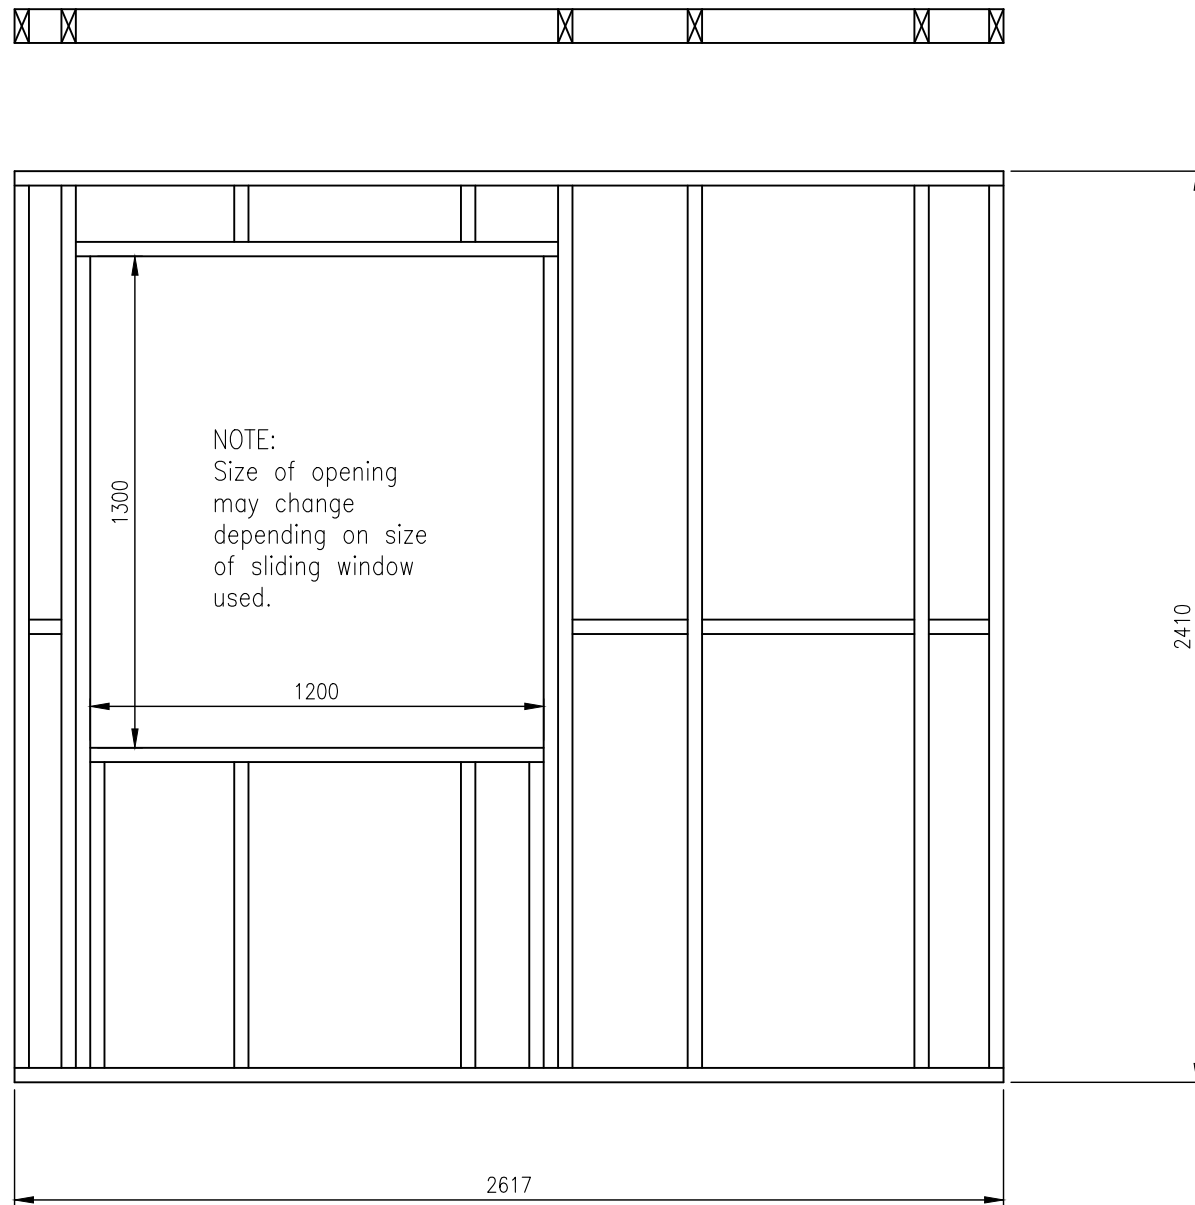 NOTE:
Size of opening
may change
depending on size
of sliding window
used.
1300
1200
2410
2617